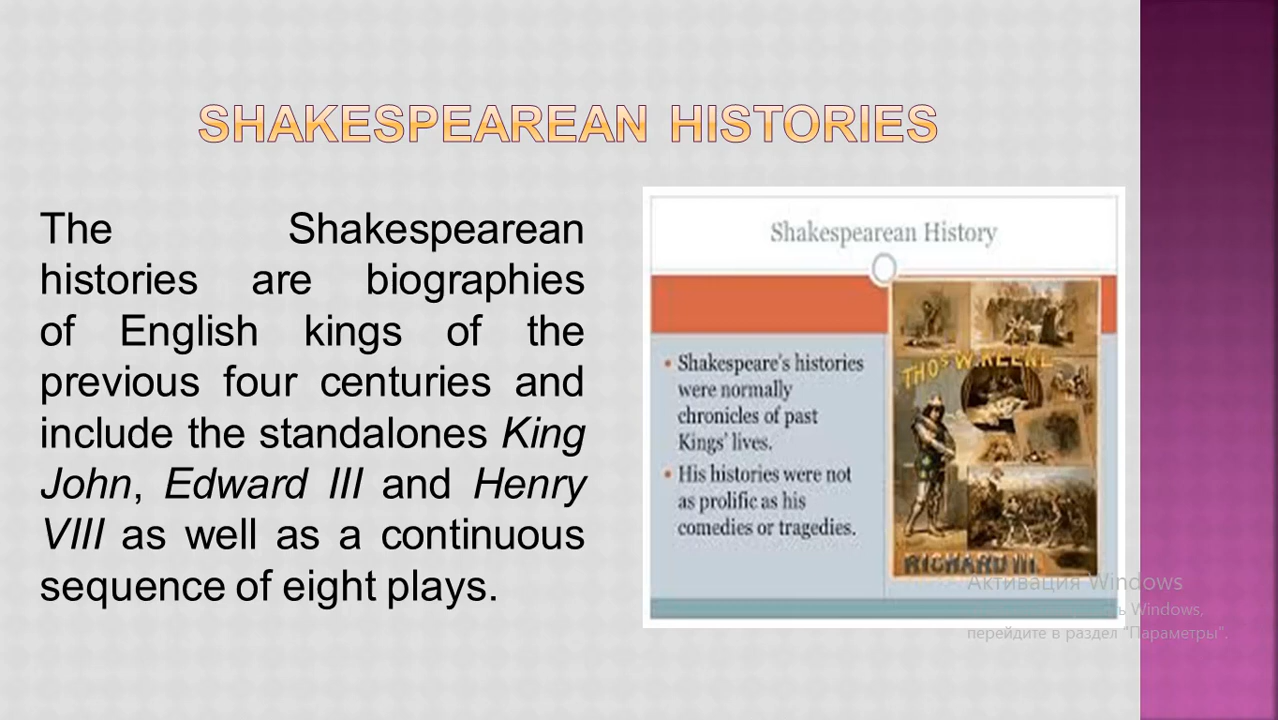 SHAKESPEAREAN HISTORIES
The Shakespearean
histories are biographies
of English kings of the
previous four centuries and
include the standalones King
John, Edward III and Henry
VIII as well as a continuous
sequence of eight plays.
Shakespearean History
Shakespeare's histories
were normally
chronicles of past
Kings' lives.
His histories were not
as prolific as his
comedies or tragedies.
THOS W. KEENE
RICHARD III.
Активация Windows
Windows,
перейдите в раздел "Параметры".